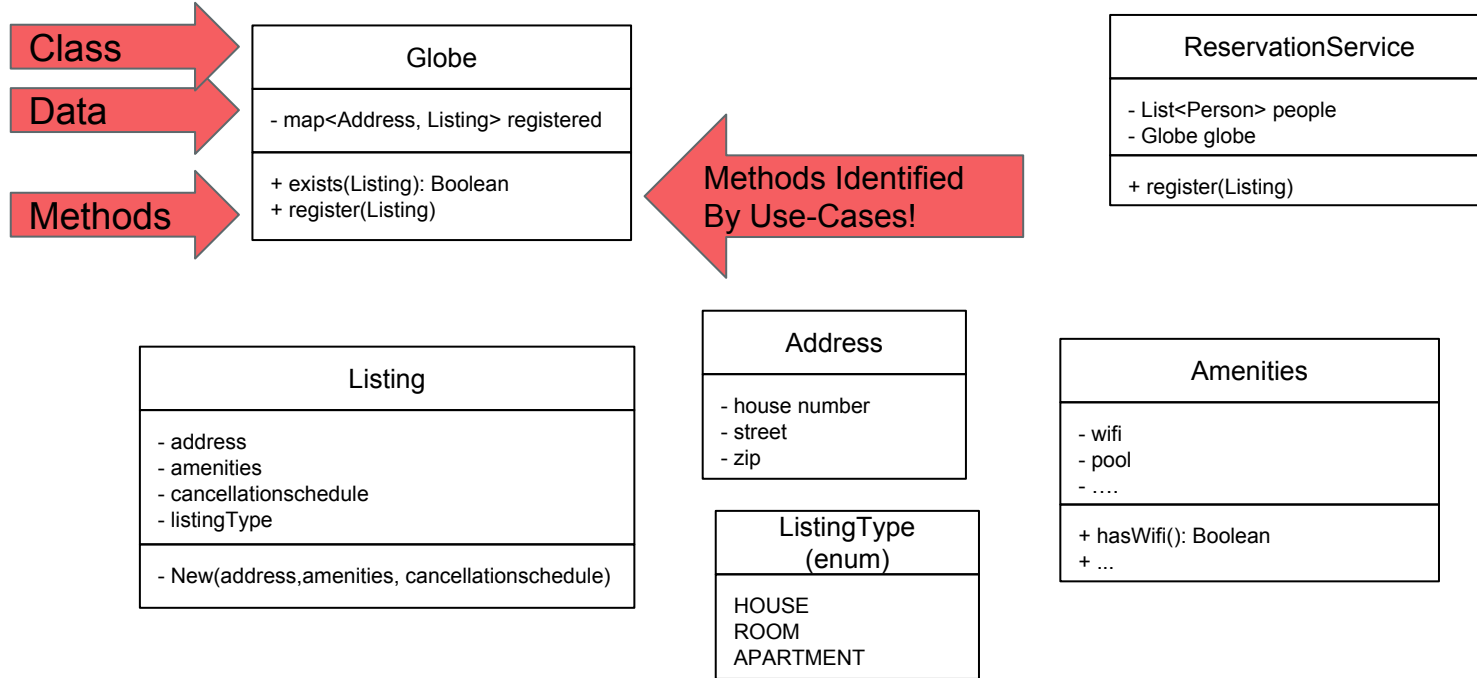 Class
Data
Methods
Globe
- map<Address, Listing> registered
+ exists(Listing): Boolean
+ register(Listing)
Methods Identified
By Use-Cases!
ReservationService
- List<Person> people
- Globe globe
+ register(Listing)
Listing
- address
- amenities
- cancellationschedule
- listingType
- New(address,amenities, cancellationschedule)
Address
- house number
- street
- zip
ListingType
(enum)
HOUSE
ROOM
APARTMENT
Amenities
- wifi
- pool
- ....
+ hasWifi(): Boolean
+ ...